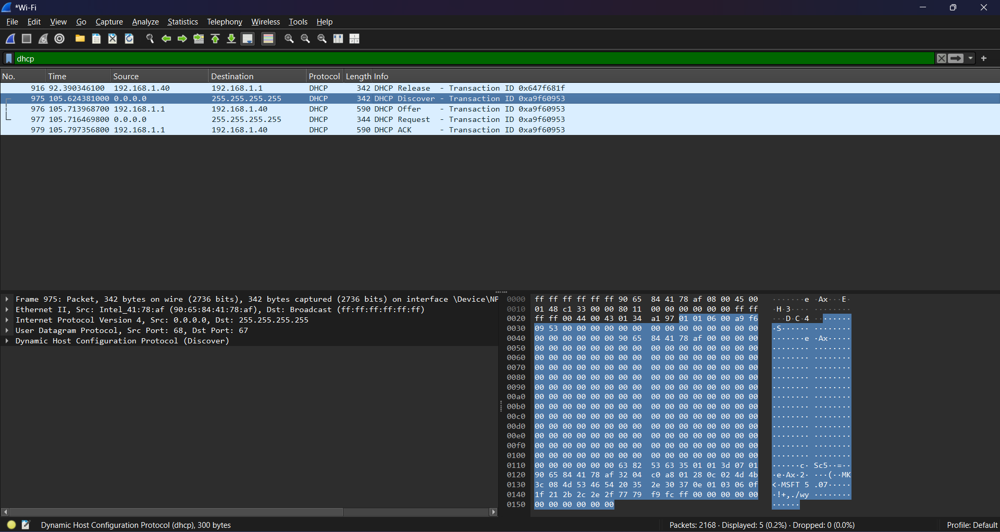 *Wi-Fi
File Edit View Go Capture Analyze Statistics Telephony Wireless Tools Help
dhcp
No. Time Source Destination Protocol Length Info
916 92.390346100 192.168.1.40 192.168.1.1 DHCP 342 DHCP Release - Transaction ID 0x647f681f
975 105.624381000 0.0.0.0 255.255.255.255 DHCP 342 DHCP Discover - Transaction ID 0xa9f60953
976 105.713968700 192.168.1.1 192.168.1.40 DHCP 590 DHCP Offer - Transaction ID 0xa9f60953
977 105.716469800 0.0.0.0 255.255.255.255 DHCP 344 DHCP Request - Transaction ID 0xa9f60953
979 105.797356800 192.168.1.1 192.168.1.40 DHCP 590 DHCP ACK - Transaction ID 0xa9f60953
Frame 975: Packet, 342 bytes on wire (2736 bits), 342 bytes captured (2736 bits) on interface \Device\NP
Ethernet II, Src: Intel_41:78:af (90:65:84:41:78:af), Dst: Broadcast (ff:ff:ff:ff:ff:ff)
Internet Protocol Version 4, Src: 0.0.0.0, Dst: 255.255.255.255
User Datagram Protocol, Src Port: 68, Dst Port: 67
Dynamic Host Configuration Protocol (Discover)
0000 ff ff ff ff ff ff 90 65 84 41 78 af 08 00 45 00 ·······e ·Ax···E·
0010 01 48 c1 33 00 00 80 11 00 00 00 00 00 00 ff ff ·H·3···· ········
0020 ff ff 00 44 00 43 01 34 a1 97 01 01 06 00 a9 f6 ···D·C·4 ········
0030 09 53 00 00 00 00 00 00 00 00 00 00 00 00 00 00 ·S······ ········
0040 00 00 00 00 00 00 90 65 84 41 78 af 00 00 00 00 ·······e ·Ax·····
0050 00 00 00 00 00 00 00 00 00 00 00 00 00 00 00 00 ········ ········
0060 00 00 00 00 00 00 00 00 00 00 00 00 00 00 00 00 ········ ········
0070 00 00 00 00 00 00 00 00 00 00 00 00 00 00 00 00 ········ ········
0080 00 00 00 00 00 00 00 00 00 00 00 00 00 00 00 00 ········ ········
0090 00 00 00 00 00 00 00 00 00 00 00 00 00 00 00 00 ········ ········
00a0 00 00 00 00 00 00 00 00 00 00 00 00 00 00 00 00 ········ ········
00b0 00 00 00 00 00 00 00 00 00 00 00 00 00 00 00 00 ········ ········
00c0 00 00 00 00 00 00 00 00 00 00 00 00 00 00 00 00 ········ ········
00d0 00 00 00 00 00 00 00 00 00 00 00 00 00 00 00 00 ········ ········
00e0 00 00 00 00 00 00 00 00 00 00 00 00 00 00 00 00 ········ ········
00f0 00 00 00 00 00 00 00 00 00 00 00 00 00 00 00 00 ········ ········
0100 00 00 00 00 00 00 00 00 00 00 00 00 00 00 00 00 ········ ········
0110 00 00 00 00 00 00 63 82 53 63 35 01 01 3d 07 01 ······c· Sc5··=··
0120 90 65 84 41 78 af 32 04 c0 a8 01 28 0c 02 4d 4b ·e·Ax·2· ···(··MK
0130 3c 08 4d 53 46 54 20 35 2e 30 37 0e 01 03 06 0f <·MSFT 5 .07·····
0140 1f 21 2b 2c 2e 2f 77 79 f9 fc ff 00 00 00 00 00 ·!+,./wy ········
0150 00 00 00 00 00 00 ······
Dynamic Host Configuration Protocol (dhcp), 300 bytes
Packets: 2168 · Displayed: 5 (0.2%) · Dropped: 0 (0.0%)
Profile: Default